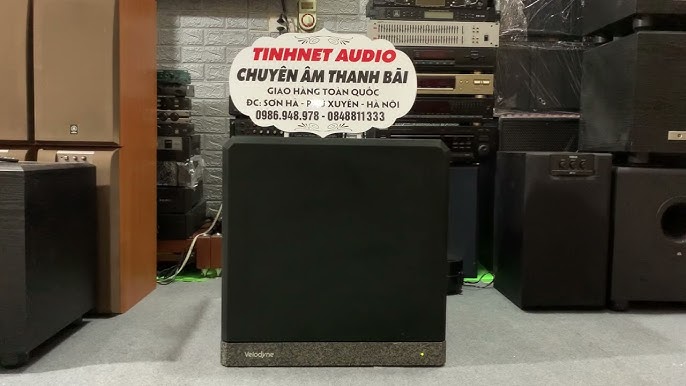 TINHNET AUDIO
CHUYÊN ÂM THANH BÃI
GIAO HÀNG TOÀN QUỐC
ĐC: SƠN HÀ - PHÚ XUYÊN - HÀ NỘI
0986.948.978 - 0848811333
Velodyne